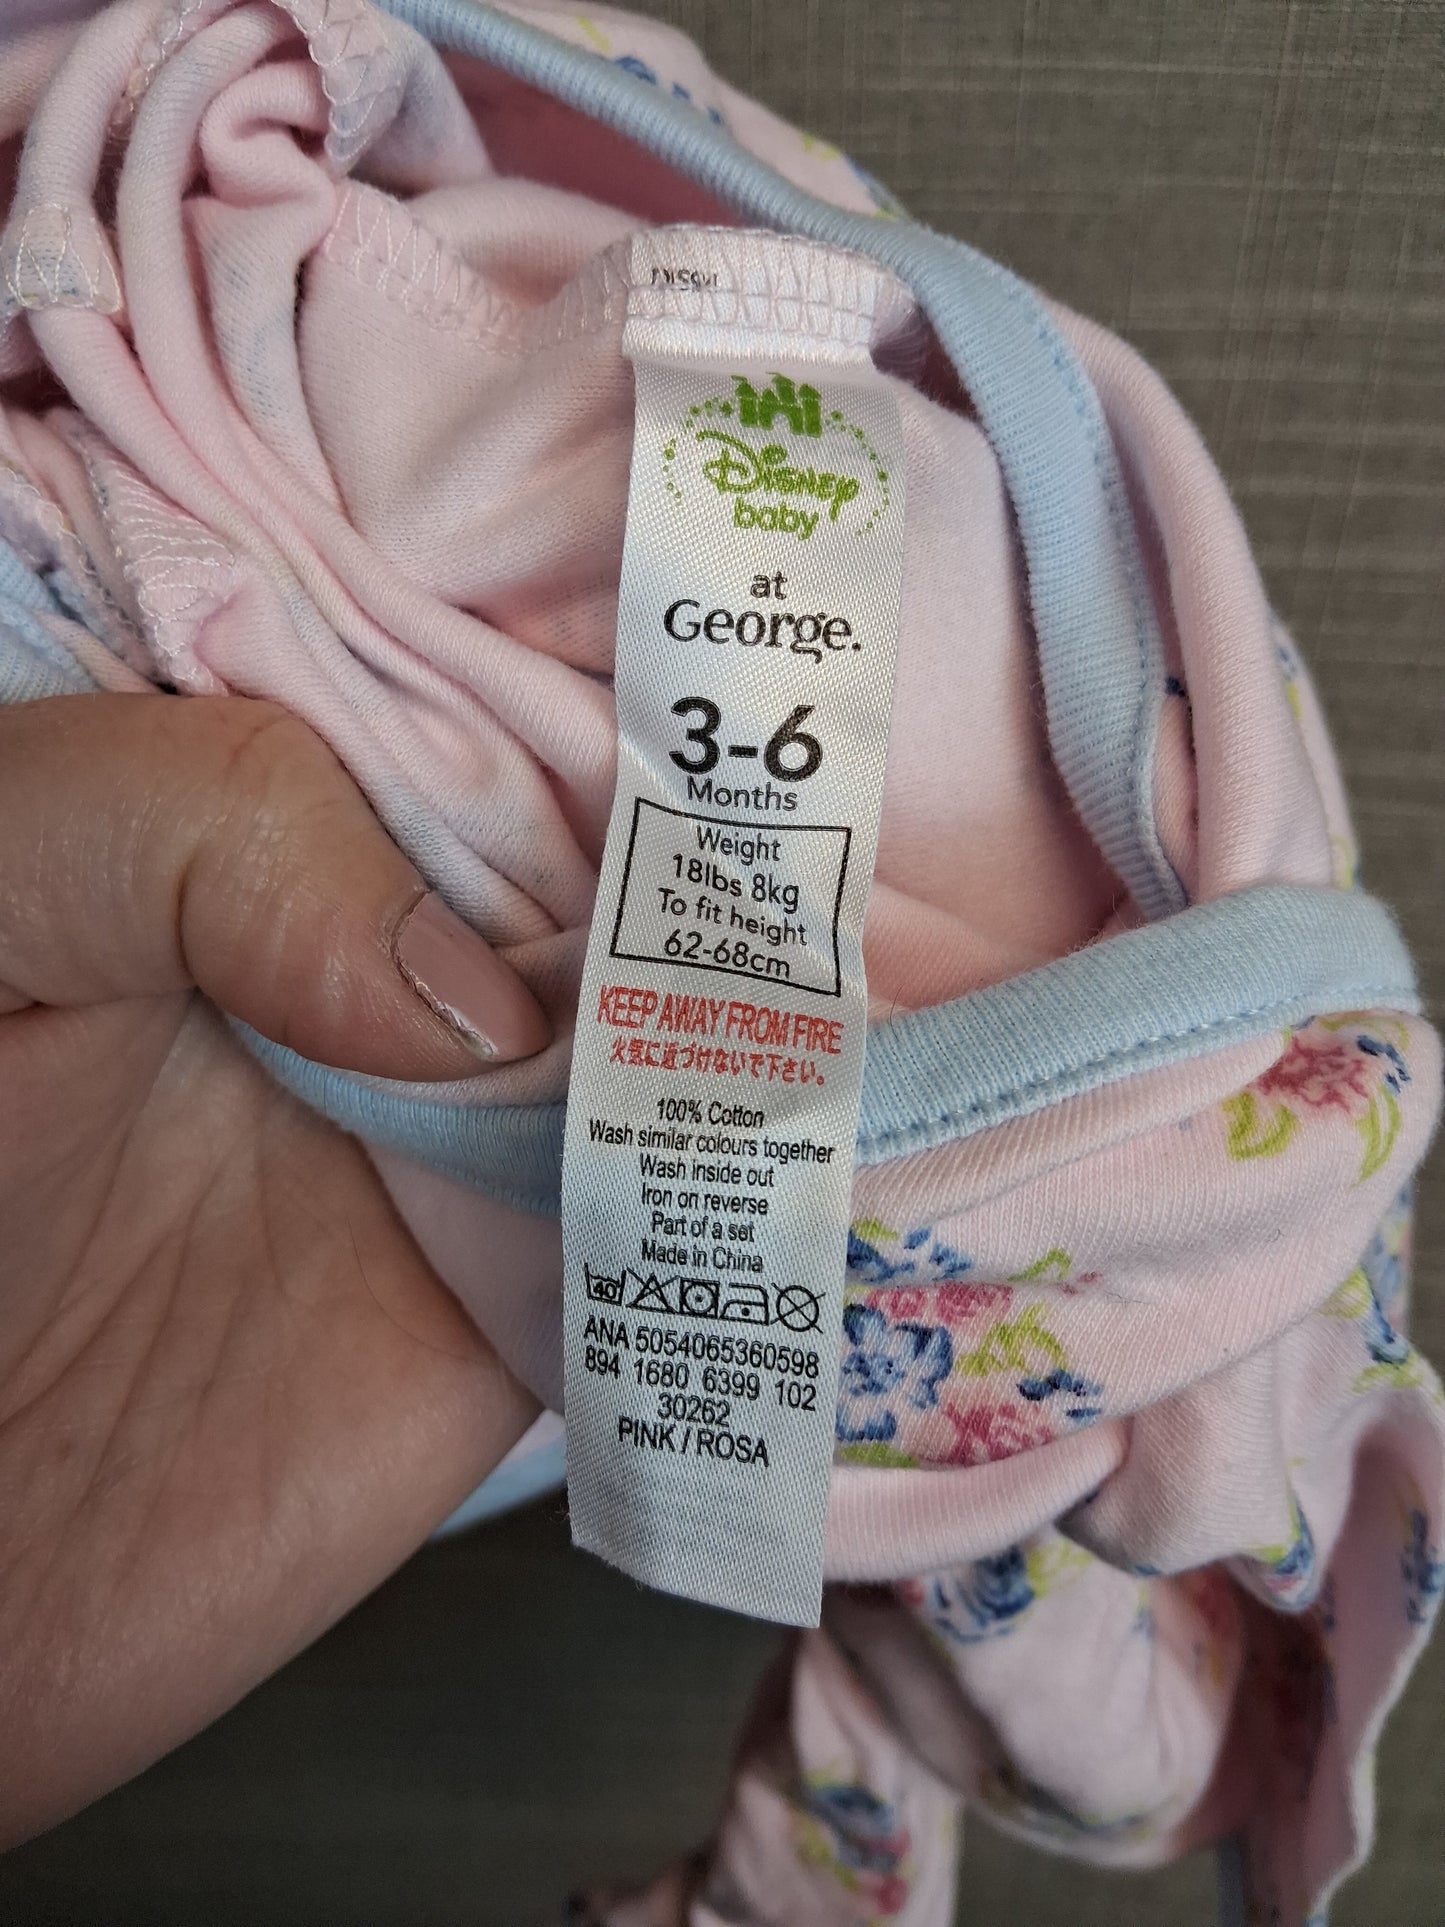 Disney
baby
at
George.
3-6
Months
Weight
18lbs 8kg
To fit height
62-68cm
KEEP AWAY FROM FIRE
火気に近づけないで下さい。
100% Cotton
Wash similar colours together
Wash inside out
Iron on reverse
Part of a set
Made in China
40
ANA 5054065360598
894 1680 6399 102
30262
PINK / ROSA